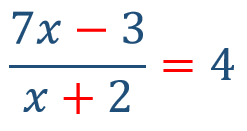 7x − 3
x + 2
= 4